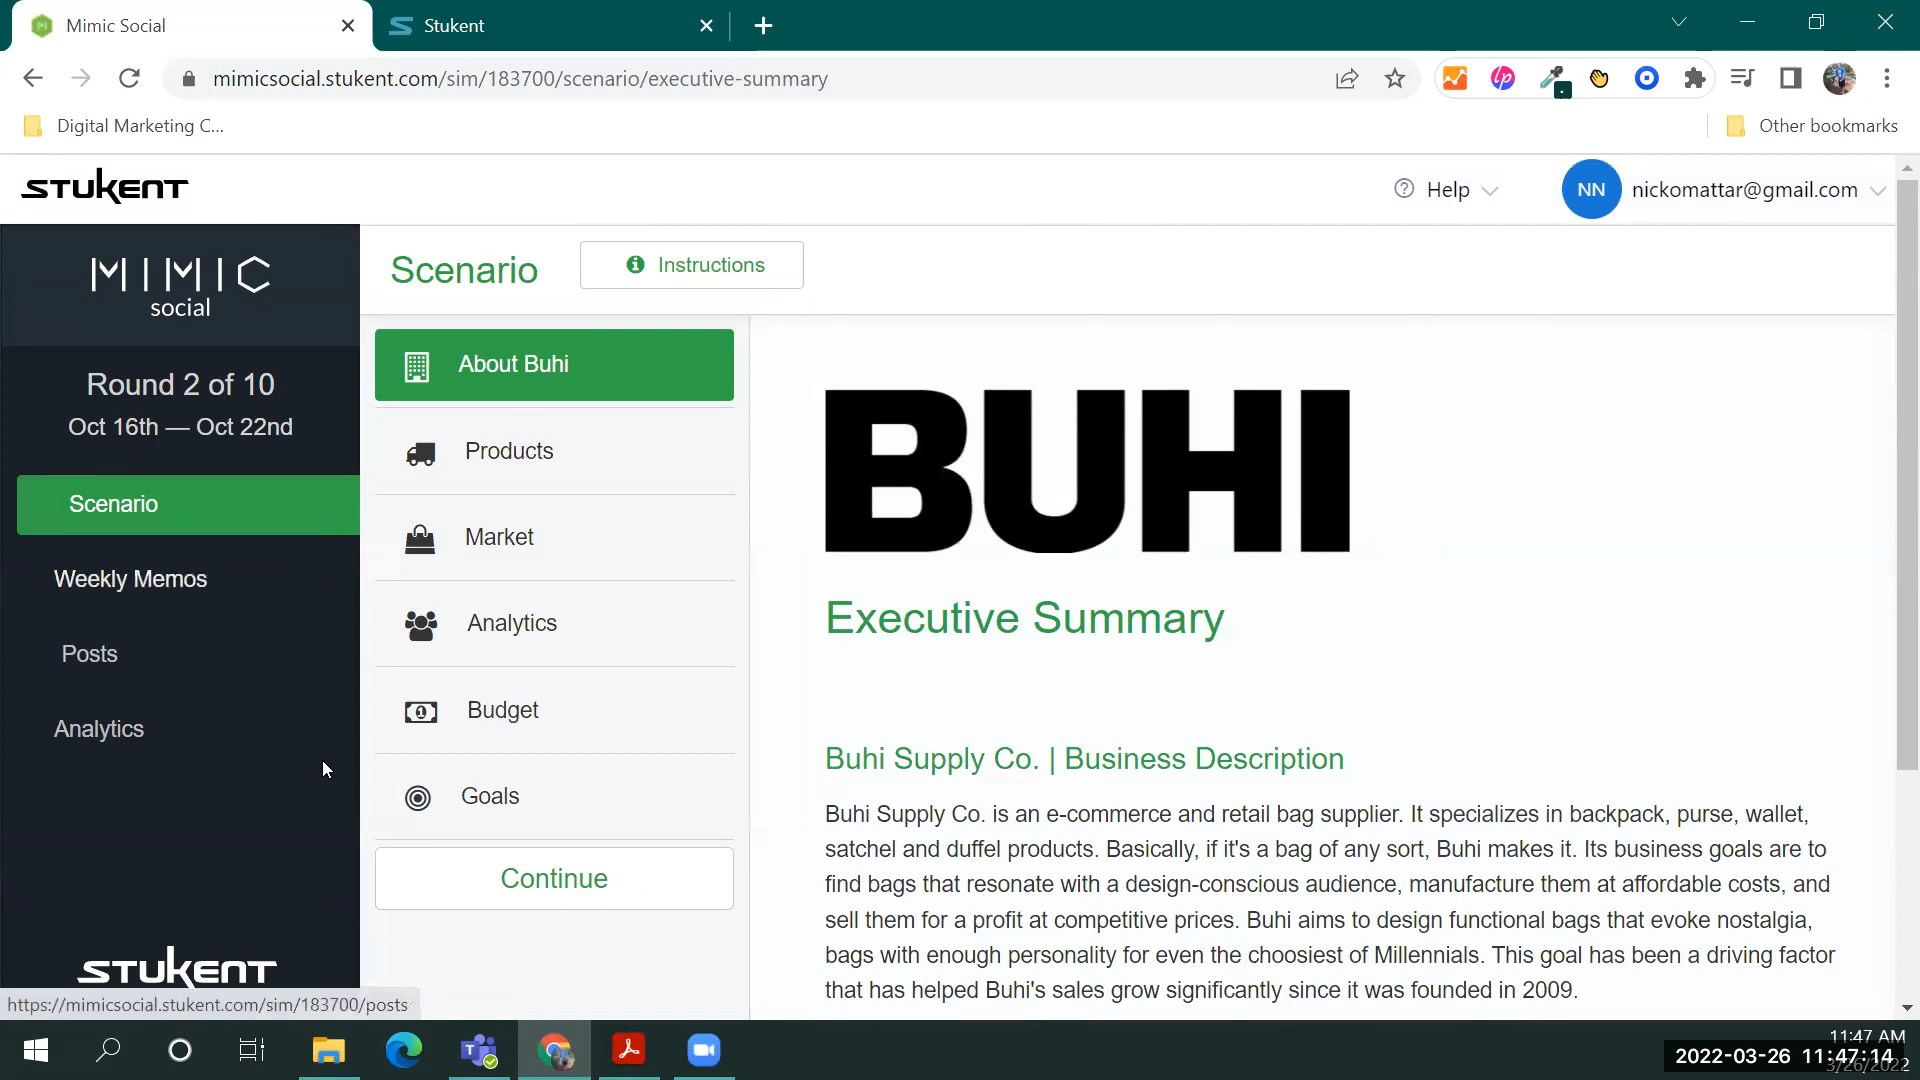 Mimic Social
Stukent
mimicsocial.stukent.com/sim/183700/scenario/executive-summary
Digital Marketing C...
Other bookmarks
STUKENT
Help
NN
nickomattar@gmail.com
MIMIC
social
Scenario
Instructions
Round 2 of 10
Oct 16th — Oct 22nd
Scenario
Weekly Memos
Posts
Analytics
About Buhi
Products
Market
Analytics
Budget
Goals
Continue
BUHI
Executive Summary
Buhi Supply Co. | Business Description
Buhi Supply Co. is an e-commerce and retail bag supplier. It specializes in backpack, purse, wallet,
satchel and duffel products. Basically, if it's a bag of any sort, Buhi makes it. Its business goals are to
find bags that resonate with a design-conscious audience, manufacture them at affordable costs, and
sell them for a profit at competitive prices. Buhi aims to design functional bags that evoke nostalgia,
bags with enough personality for even the choosiest of Millennials. This goal has been a driving factor
that has helped Buhi's sales grow significantly since it was founded in 2009.
STUKENT
https://mimicsocial.stukent.com/sim/183700/posts
11:47 AM
2022-03-26 11:47:14
3/26/2022